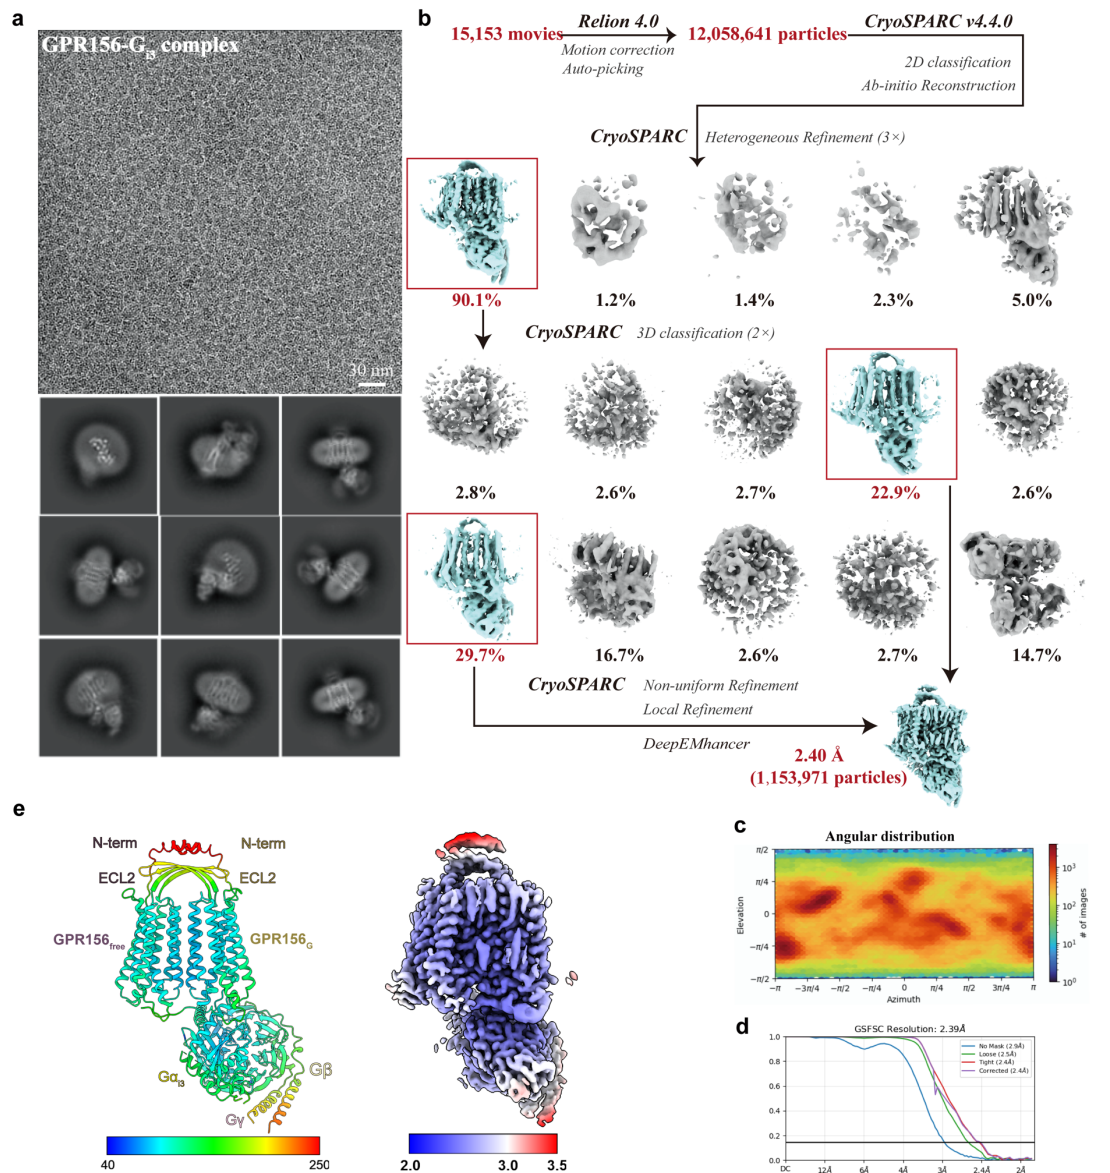 a
GPR156-Gi3 complex
30 nm
b
15,153 movies
Relion 4.0
Motion correction
Auto-picking
12,058,641 particles
CryoSPARC v4.4.0
2D classification
Ab-initio Reconstruction
CryoSPARC Heterogeneous Refinement (3×)
90.1% 1.2% 1.4% 2.3% 5.0%
CryoSPARC 3D classification (2×)
2.8% 2.6% 2.7% 22.9% 2.6%
29.7% 16.7% 2.6% 2.7% 14.7%
CryoSPARC Non-uniform Refinement
Local Refinement
DeepEMhancer
2.40 Å
(1,153,971 particles)
c
Angular distribution
π/2
π/4
0
−π/4
−π/2
Elevation
−π −3π/4 −π/2 −π/4 0 π/4 π/2 3π/4 π
Azimuth
10³
10²
10¹
10⁰
# of images
d
GSFSC Resolution: 2.39Å
No Mask (2.9Å)
Loose (2.5Å)
Tight (2.4Å)
Corrected (2.4Å)
1.0
0.8
0.6
0.4
0.2
0.0
DC 12Å 6Å 4Å 3Å 2.4Å 2Å
e
N-term N-term
ECL2 ECL2
GPR156free GPR156G
Gαi3 Gβ
Gγ
40 250
2.0 3.0 3.5